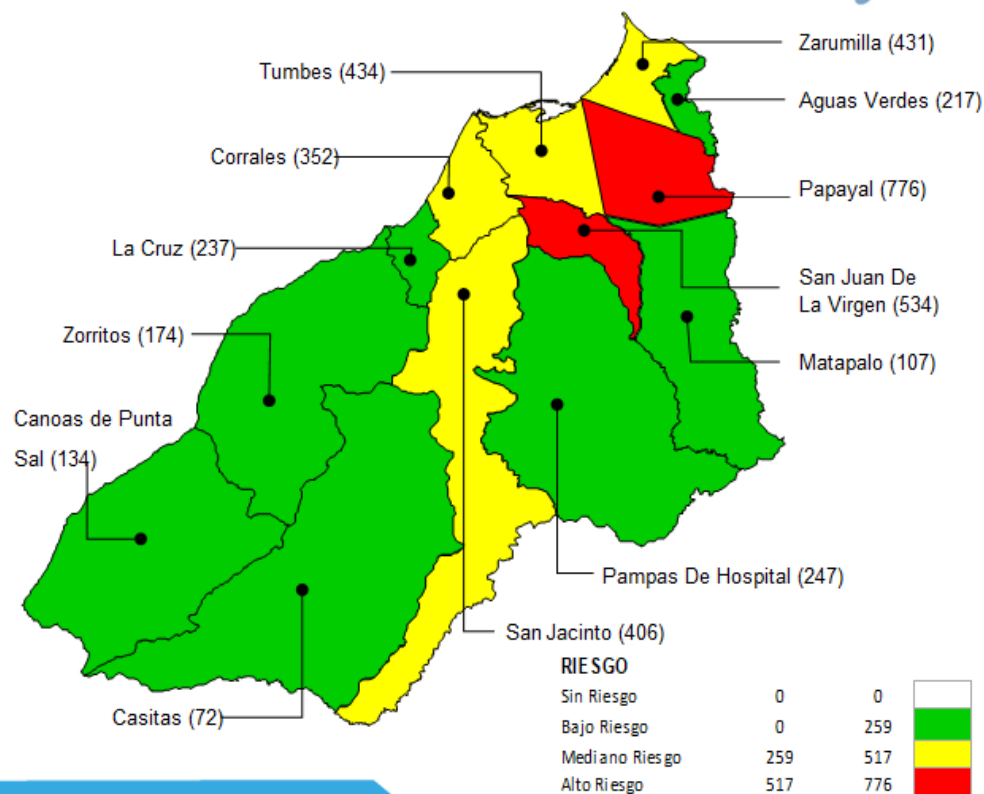 Zarumilla (431)
Tumbes (434)
Aguas Verdes (217)
Corrales (352)
Papayal (776)
La Cruz (237)
San Juan De
La Virgen (534)
Zorritos (174)
Matapalo (107)
Canoas de Punta
Sal (134)
Pampas De Hospital (247)
San Jacinto (406)
Casitas (72)
RIESGO
Sin Riesgo 0 0
Bajo Riesgo 0 259
Mediano Riesgo 259 517
Alto Riesgo 517 776